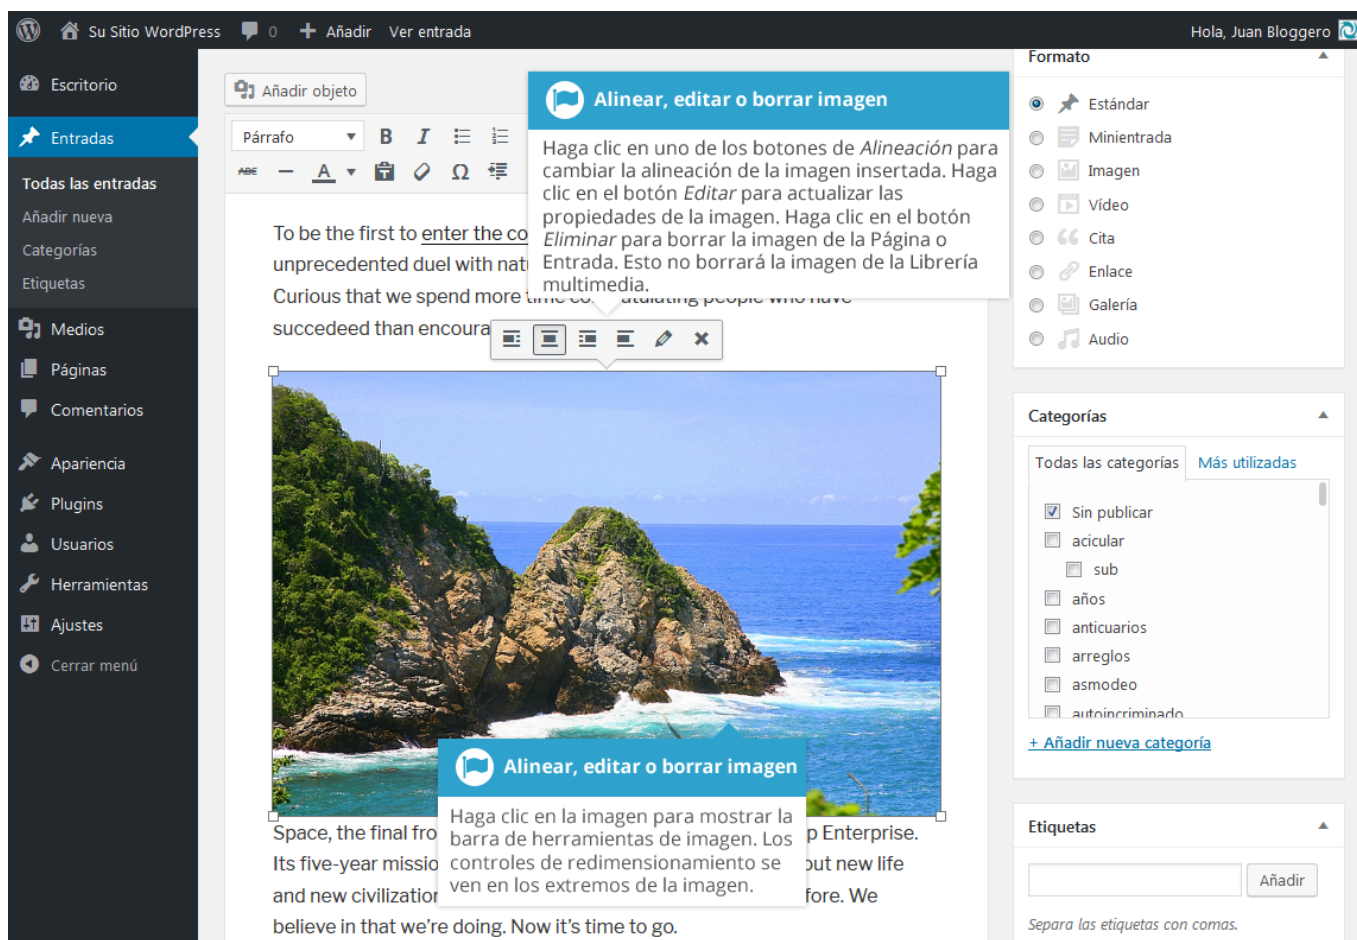 Su Sitio WordPress 0 Añadir Ver entrada
Hola, Juan Bloggero
Escritorio
Entradas
Todas las entradas
Añadir nueva
Categorías
Etiquetas
Medios
Páginas
Comentarios
Apariencia
Plugins
Usuarios
Herramientas
Ajustes
Cerrar menú
Añadir objeto
Párrafo B I
ABC A Ω
To be the first to enter the co
unprecedented duel with natu
Curious that we spend more time congratulating people who have
succedeed than encoura
Alinear, editar o borrar imagen
Haga clic en uno de los botones de Alineación para
cambiar la alineación de la imagen insertada. Haga
clic en el botón Editar para actualizar las
propiedades de la imagen. Haga clic en el botón
Eliminar para borrar la imagen de la Página o
Entrada. Esto no borrará la imagen de la Librería
multimedia.
Alinear, editar o borrar imagen
Haga clic en la imagen para mostrar la
barra de herramientas de imagen. Los
controles de redimensionamiento se
ven en los extremos de la imagen.
Space, the final fro p Enterprise.
Its five-year missio out new life
and new civilization fore. We
believe in that we're doing. Now it's time to go.
Formato
Estándar
Minientrada
Imagen
Vídeo
Cita
Enlace
Galería
Audio
Categorías
Todas las categorías Más utilizadas
Sin publicar
acicular
sub
años
anticuarios
arreglos
asmodeo
autoincriminado
+ Añadir nueva categoría
Etiquetas
Añadir
Separa las etiquetas con comas.